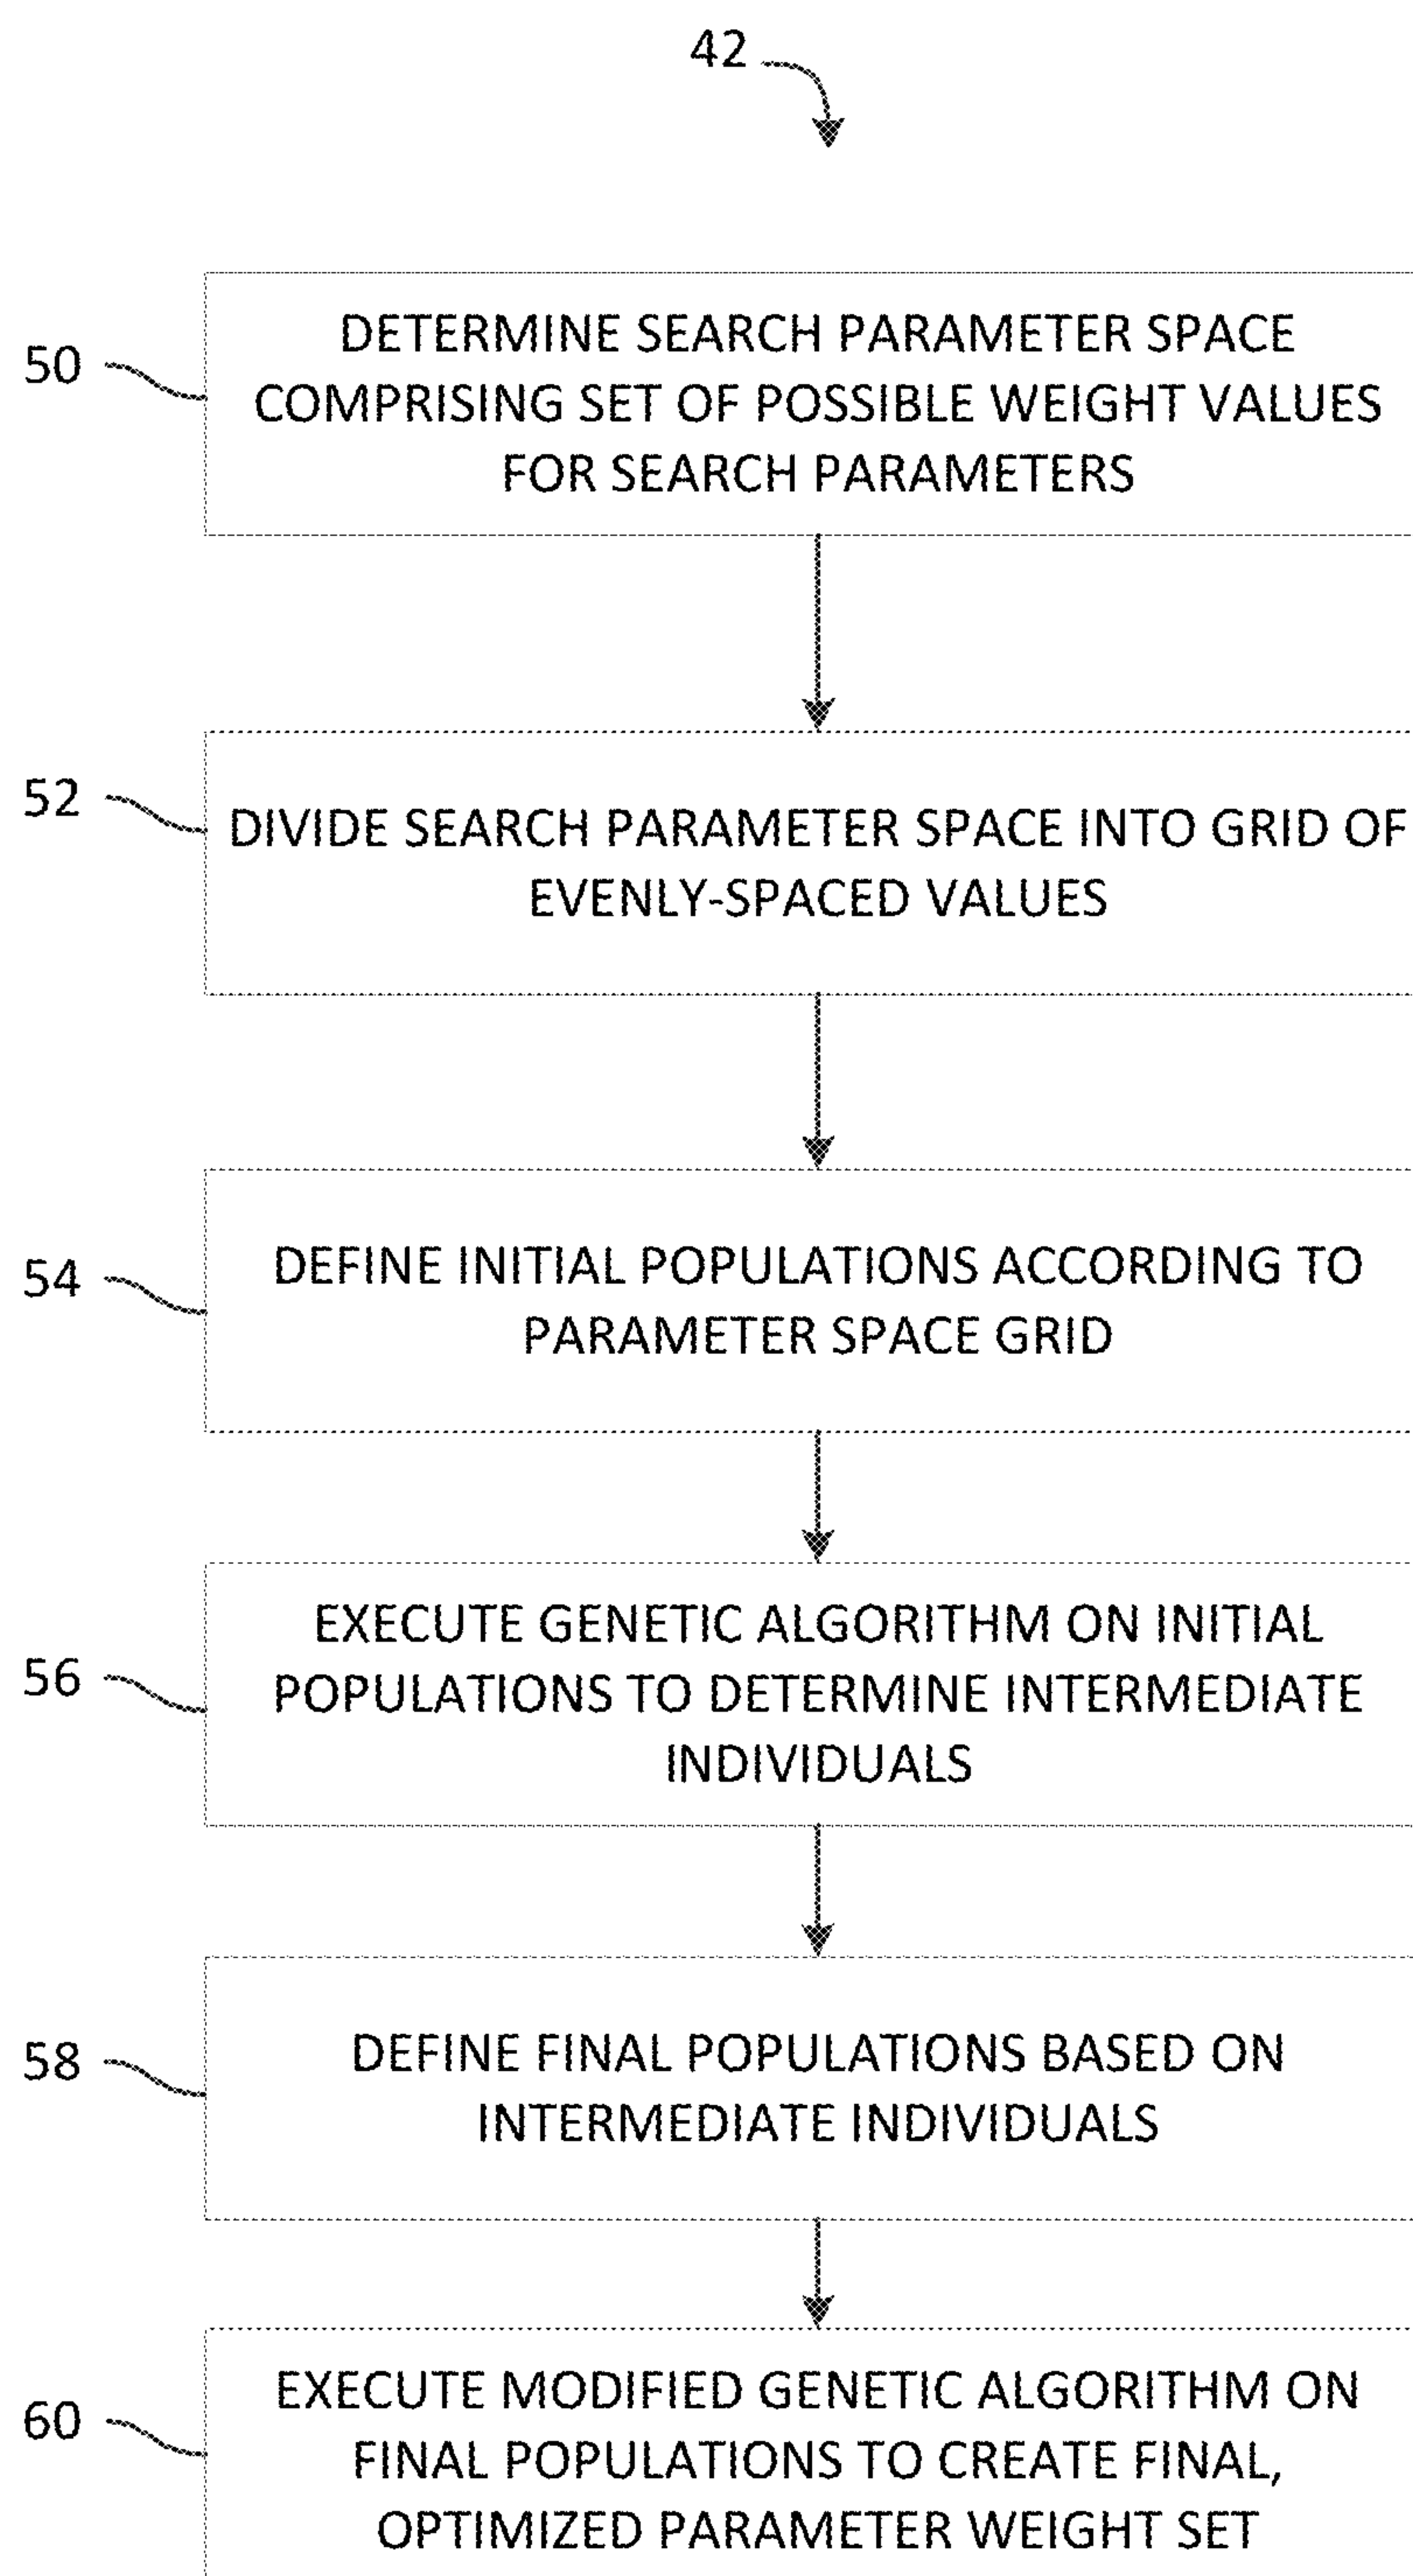 42
50
DETERMINE SEARCH PARAMETER SPACE
COMPRISING SET OF POSSIBLE WEIGHT VALUES
FOR SEARCH PARAMETERS
52
DIVIDE SEARCH PARAMETER SPACE INTO GRID OF
EVENLY-SPACED VALUES
54
DEFINE INITIAL POPULATIONS ACCORDING TO
PARAMETER SPACE GRID
56
EXECUTE GENETIC ALGORITHM ON INITIAL
POPULATIONS TO DETERMINE INTERMEDIATE
INDIVIDUALS
58
DEFINE FINAL POPULATIONS BASED ON
INTERMEDIATE INDIVIDUALS
60
EXECUTE MODIFIED GENETIC ALGORITHM ON
FINAL POPULATIONS TO CREATE FINAL,
OPTIMIZED PARAMETER WEIGHT SET